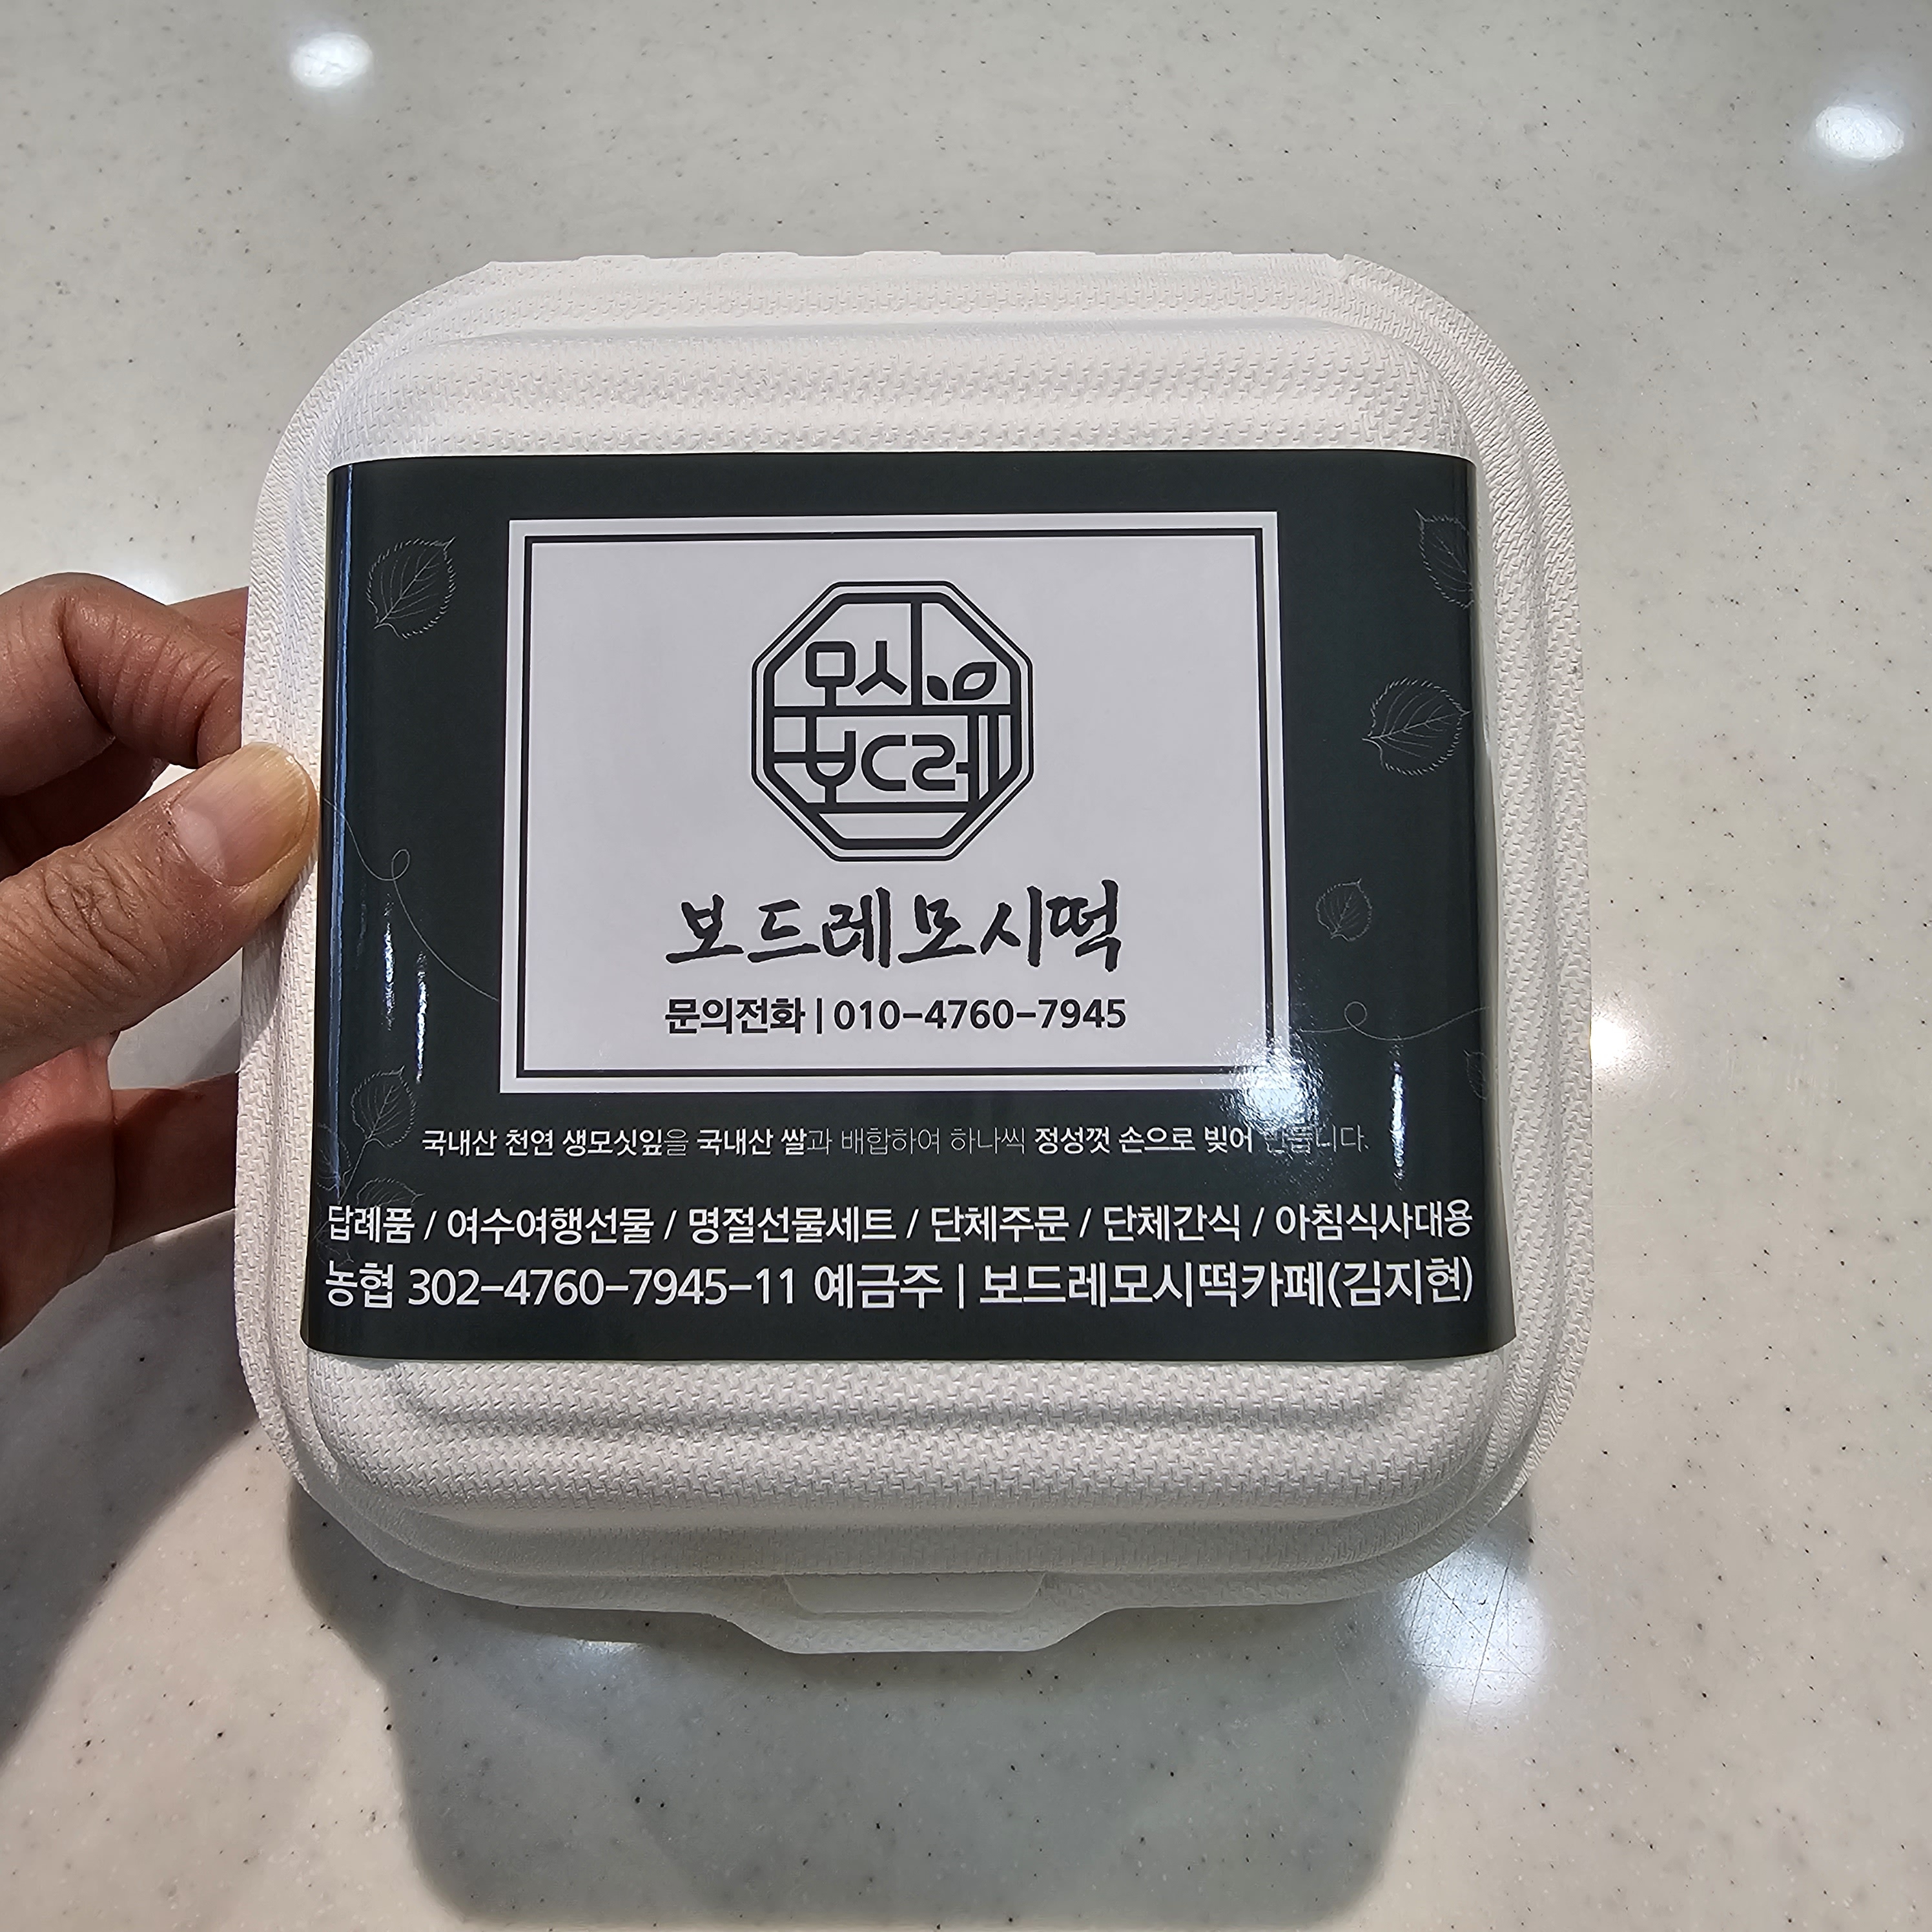 모시
보드레
보드레모시떡
문의전화 | 010-4760-7945
국내산 천연 생모싯잎을 국내산 쌀과 배합하여 하나씩 정성껏 손으로 빚어 만듭니다.
답례품 / 여수여행선물 / 명절선물세트 / 단체주문 / 단체간식 / 아침식사대용
농협 302-4760-7945-11 예금주 | 보드레모시떡카페(김지현)